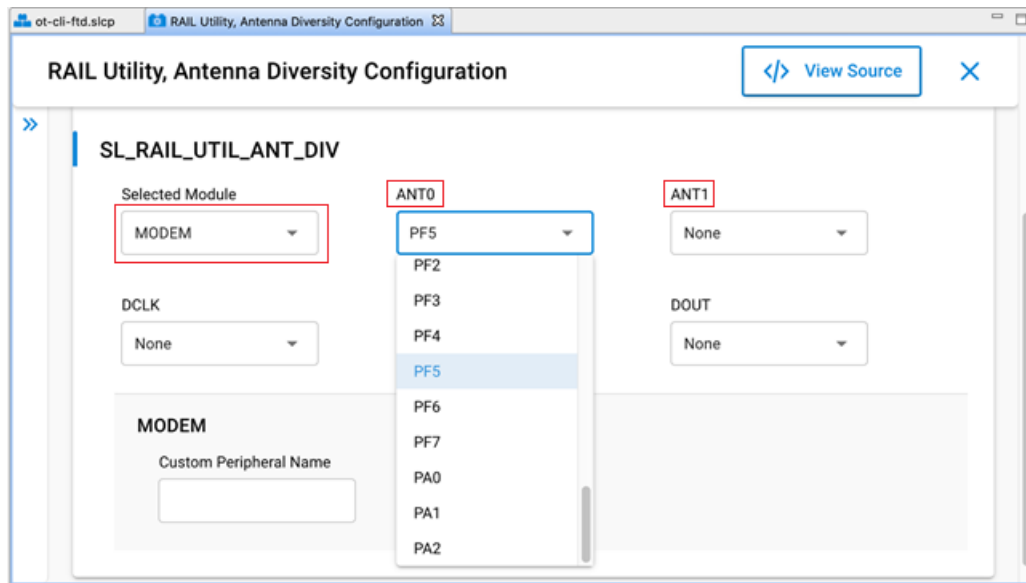 ot-cli-ftd.slcp
RAIL Utility, Antenna Diversity Configuration
RAIL Utility, Antenna Diversity Configuration
</> View Source
SL_RAIL_UTIL_ANT_DIV
Selected Module
MODEM
ANT0
PF5
ANT1
None
PF2
PF3
PF4
PF5
PF6
PF7
PA0
PA1
PA2
DCLK
None
DOUT
None
MODEM
Custom Peripheral Name